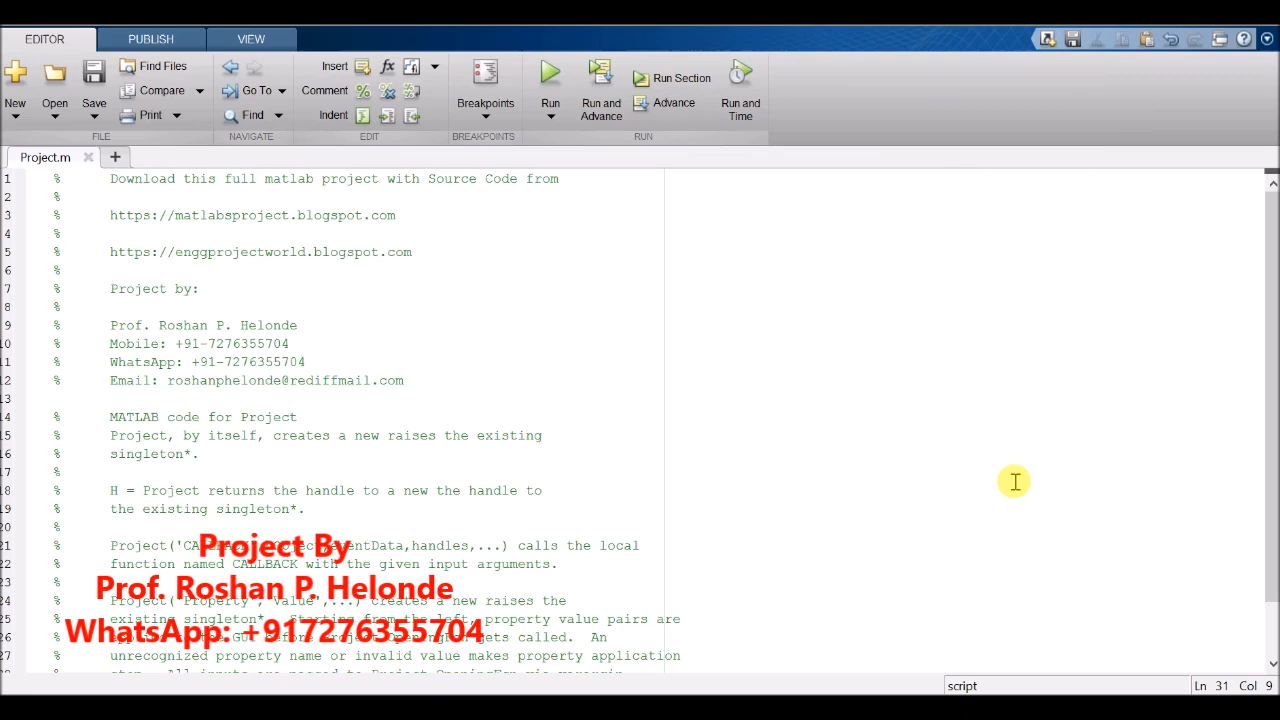 EDITOR PUBLISH VIEW
New
Open
Save
Find Files
Compare
Print
FILE
Go To
Find
NAVIGATE
Insert
Comment
Indent
EDIT
Breakpoints
BREAKPOINTS
Run
Run and Advance
Run Section
Advance
Run and Time
RUN
Project.m
1 % Download this full matlab project with Source Code from
2 %
3 % https://matlabsproject.blogspot.com
4 %
5 % https://enggprojectworld.blogspot.com
6 %
7 % Project by:
8 %
9 % Prof. Roshan P. Helonde
10 % Mobile: +91-7276355704
11 % WhatsApp: +91-7276355704
12 % Email: roshanphelonde@rediffmail.com
13
14 % MATLAB code for Project
15 % Project, by itself, creates a new raises the existing
16 % singleton*.
17 %
18 % H = Project returns the handle to a new the handle to
19 % the existing singleton*.
20 %
21 % eventData,handles,...) calls the local
22 % function named CALLBACK with the given input arguments.
23 %
24 % Project('Property','Value',...) creates a new raises the
25 % existing singleton*. Starting from the left, property value pairs are
26 % gets called. An
27 % unrecognized property name or invalid value makes property application
Project By
Prof. Roshan P. Helonde
WhatsApp: +917276355704
script
Ln 31 Col 9